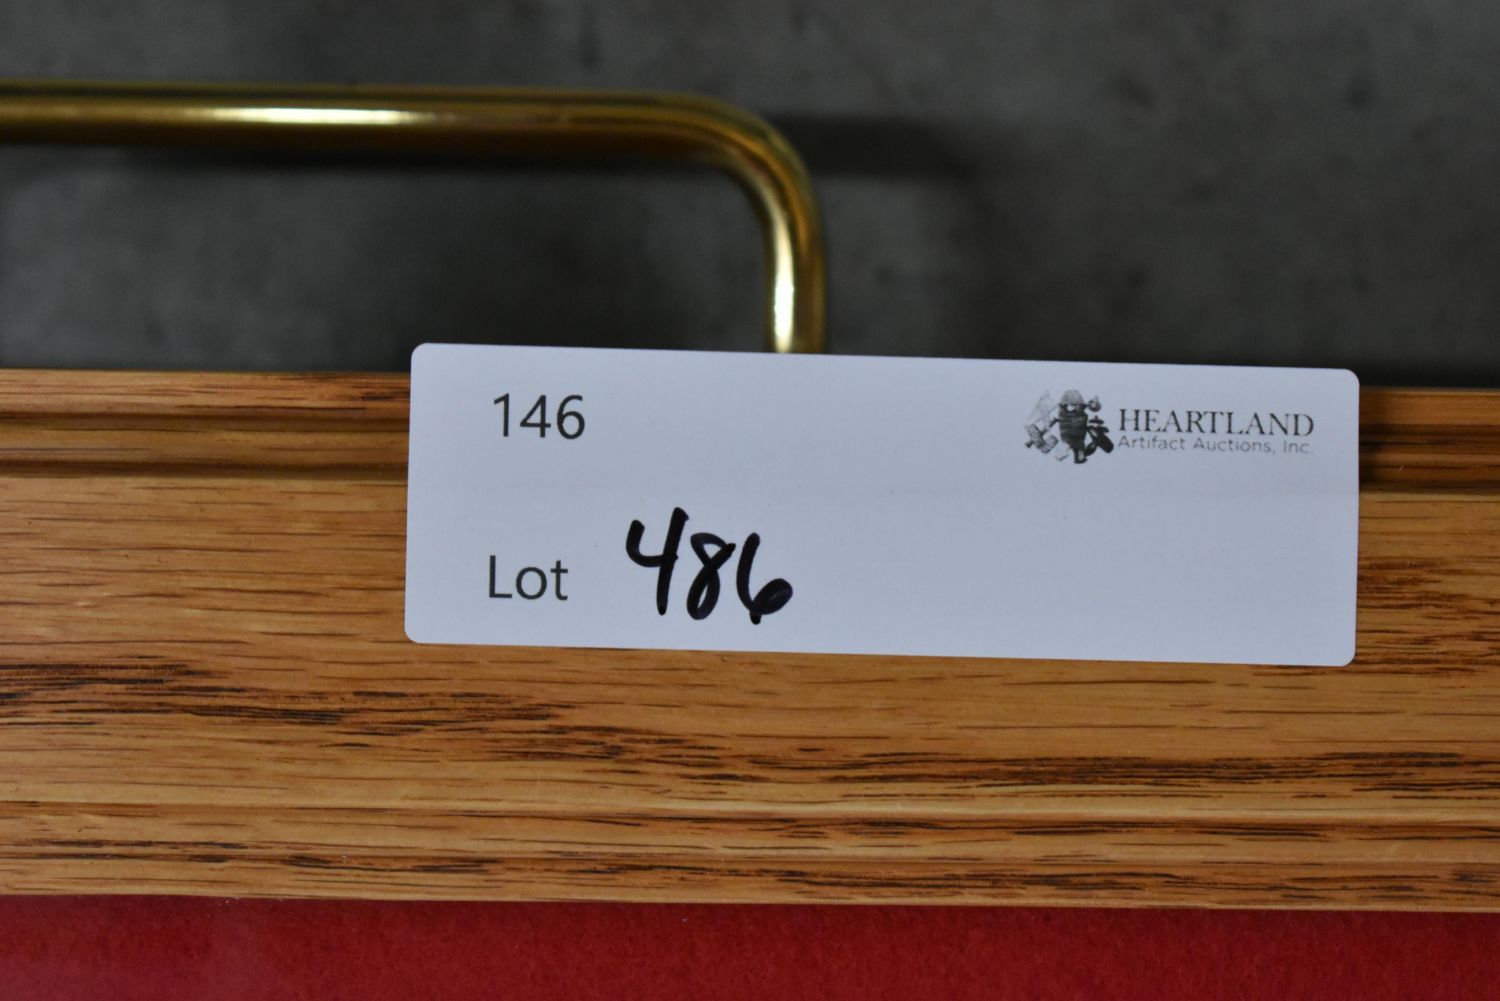 146
HEARTLAND
Artifact Auctions, Inc.
Lot 486